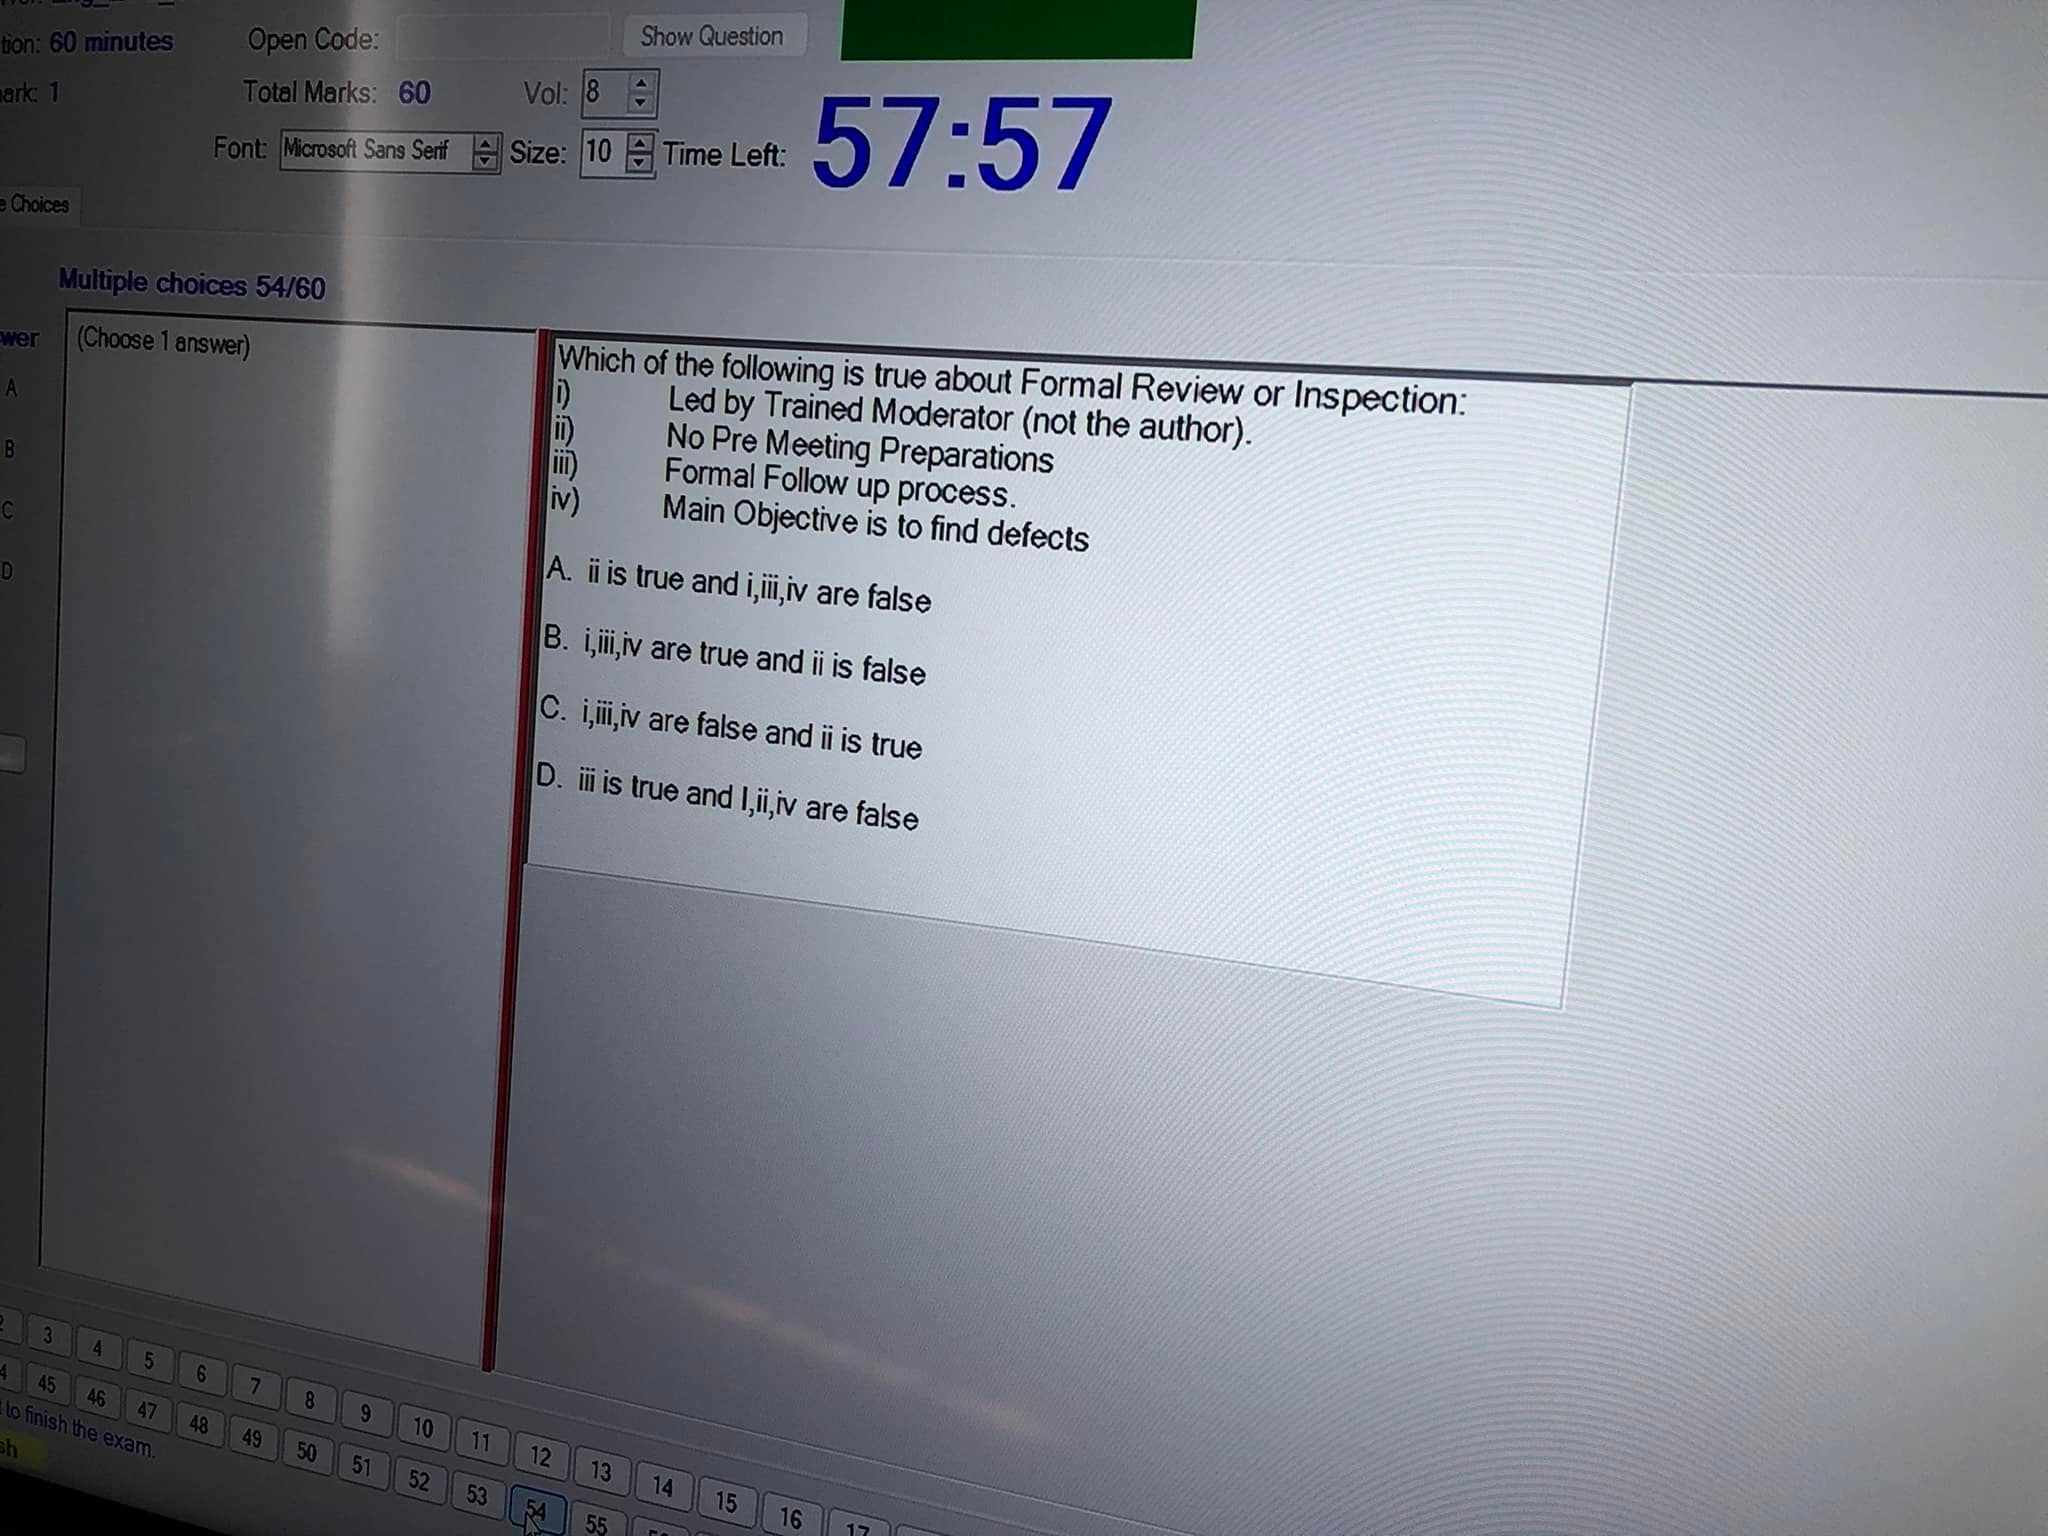 tion: 60 minutes Open Code: Show Question
ark: 1 Total Marks: 60 Vol: 8
Font: Microsoft Sans Serif Size: 10 Time Left: 57:57
e Choices
Multiple choices 54/60
wer (Choose 1 answer)
A
B
C
D
Which of the following is true about Formal Review or Inspection:
i) Led by Trained Moderator (not the author).
ii) No Pre Meeting Preparations
iii) Formal Follow up process.
iv) Main Objective is to find defects
A. ii is true and i,iii,iv are false
B. i,iii,iv are true and ii is false
C. i,iii,iv are false and ii is true
D. iii is true and I,ii,iv are false
2 3 4 5 6 7 8 9 10 11 12 13 14 15 16 17
4 45 46 47 48 49 50 51 52 53 54 55
to finish the exam.
sh